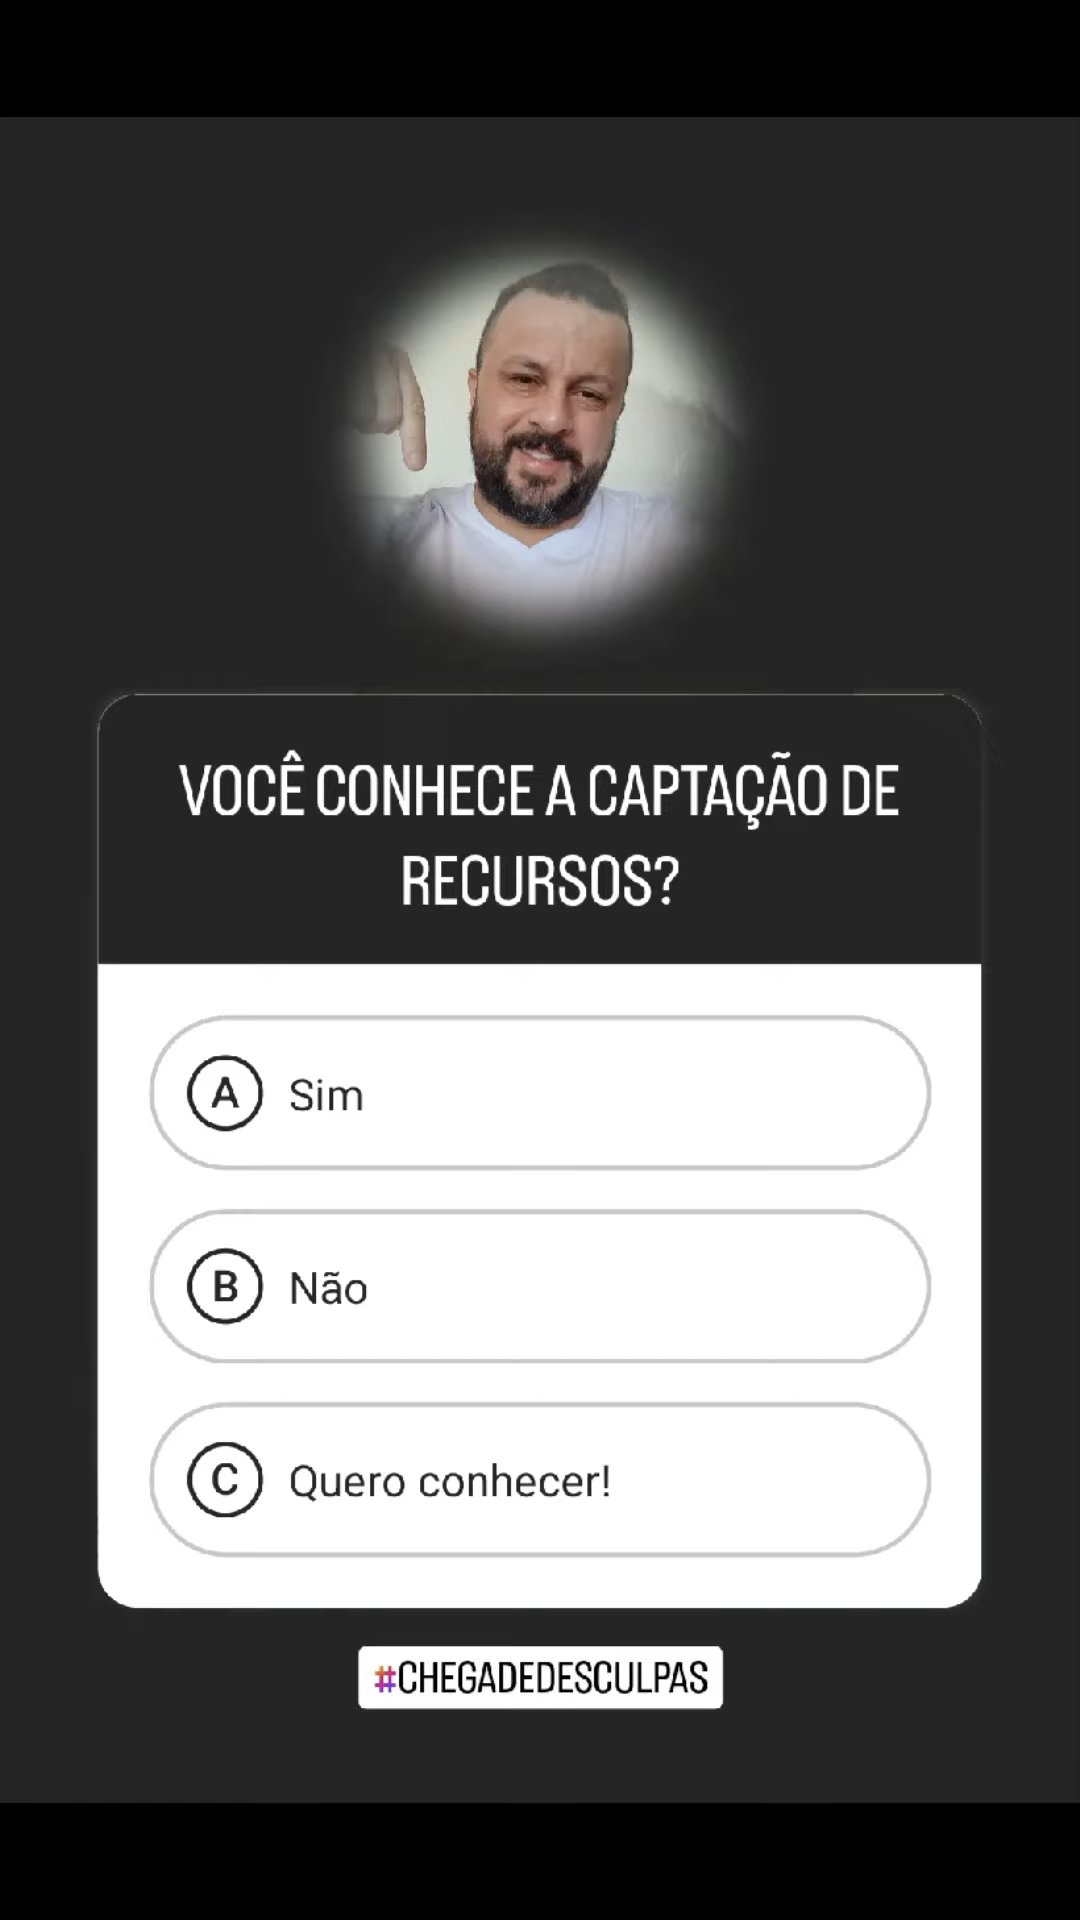 VOCÊ CONHECE A CAPTAÇÃO DE
RECURSOS?
A Sim
B Não
C Quero conhecer!
#CHEGADEDESCULPAS